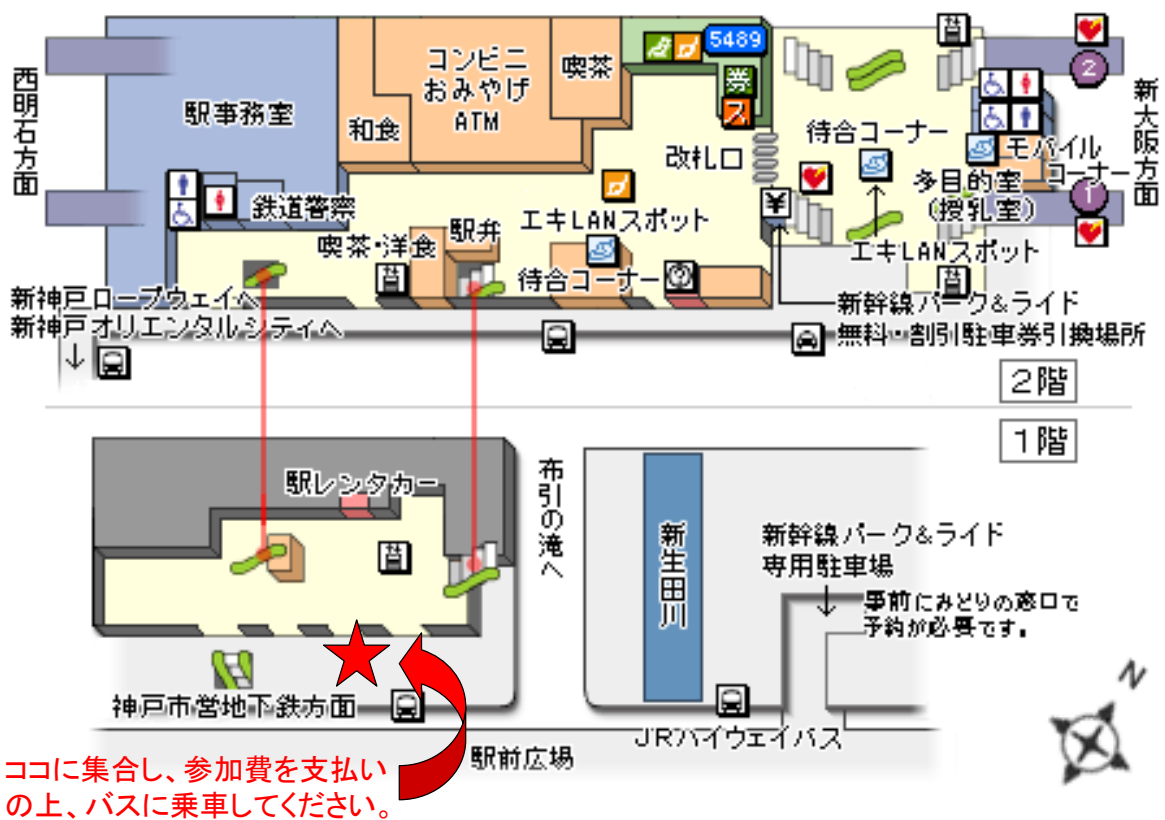 コンビニ
おみやげ
ATM
喫茶
5489
券
ス
2
西明石方面
駅事務室
和食
改札口
待合コーナー
モバイル
コーナー
新大阪方面
多目的室
(授乳室)
1
鉄道警察
喫茶・洋食
駅弁
エキLANスポット
¥
エキLANスポット
待合コーナー
?
新神戸ロープウェイへ
新神戸オリエンタルシティへ
新幹線パーク&ライド
無料・割引駐車券引換場所
2階
1階
駅レンタカー
布引の滝へ
新生田川
新幹線パーク&ライド
専用駐車場
事前にみどりの窓口で
予約が必要です。
神戸市営地下鉄方面
JRハイウェイバス
駅前広場
N
ココに集合し、参加費を支払い
の上、バスに乗車してください。